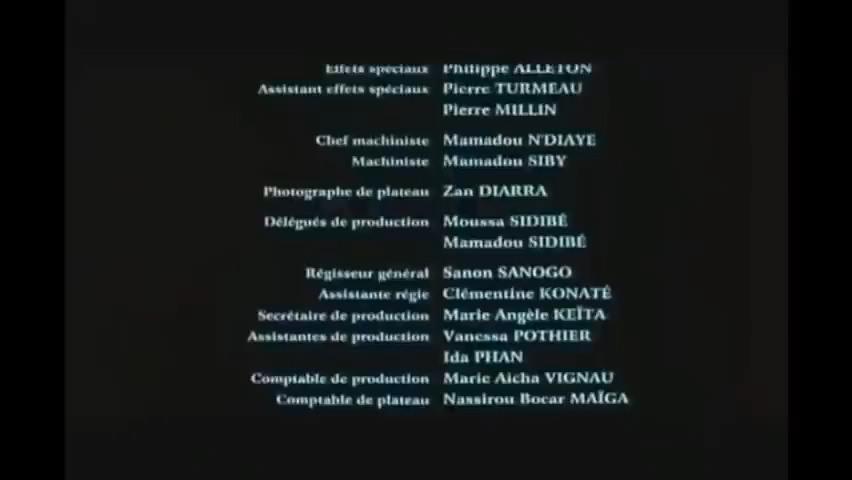 Effets spéciaux Philippe ALLETON
Assistant effets spéciaux Pierre TURMEAU
Pierre MILLIN
Chef machiniste Mamadou N'DIAYE
Machiniste Mamadou SIBY
Photographe de plateau Zan DIARRA
Délégués de production Moussa SIDIBÉ
Mamadou SIDIBÉ
Régisseur général Sanon SANOGO
Assistante régie Clémentine KONATÉ
Secrétaire de production Marie Angèle KEÏTA
Assistantes de production Vanessa POTHIER
Ida PHAN
Comptable de production Marie Aicha VIGNAU
Comptable de plateau Nassirou Bocar MAÏGA